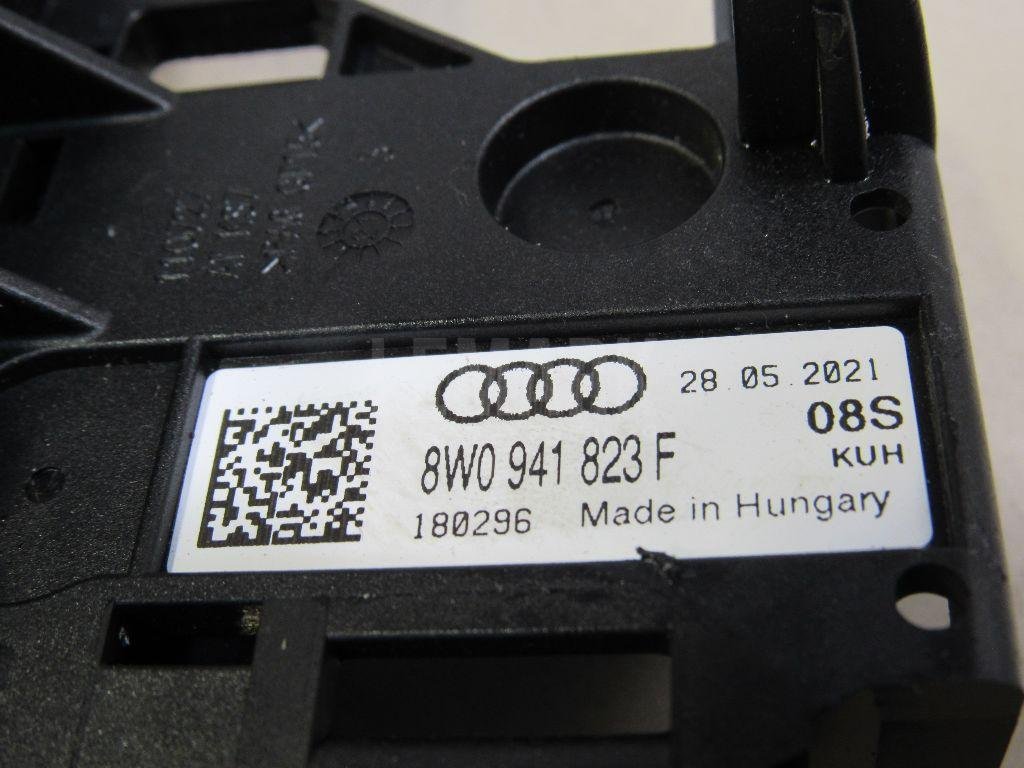 28.05.2021
08S
8W0 941 823 F
KUH
180296 Made in Hungary